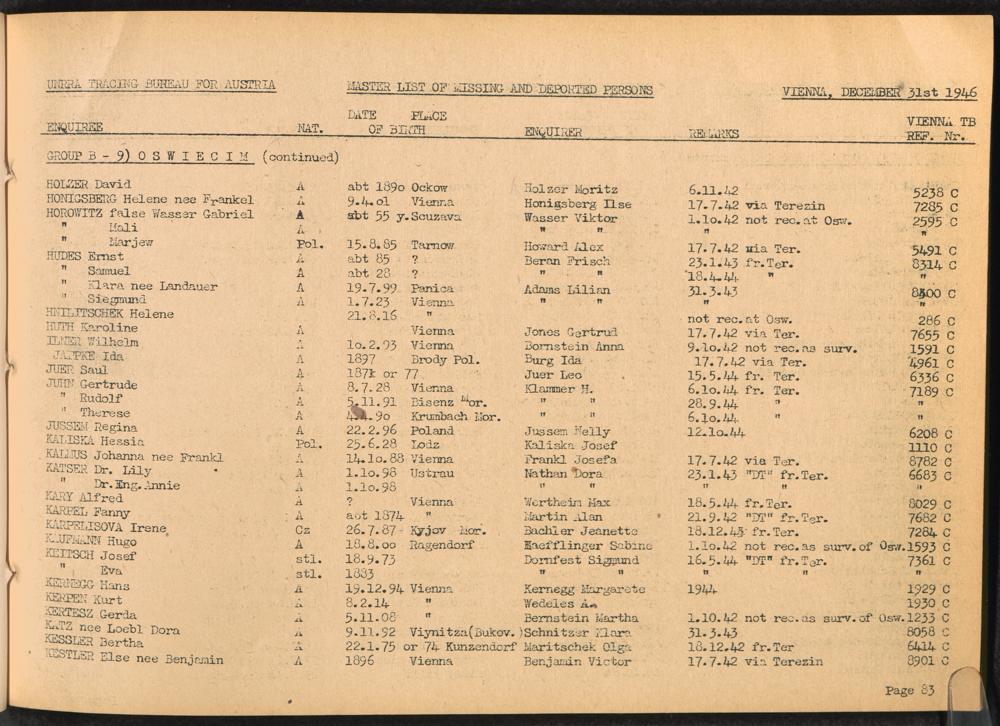 UNRRA TRACING BUREAU FOR AUSTRIA MASTER LIST OF MISSING AND DEPORTED PERSONS VIENNA, DECEMBER 31st 1946
DATE PLACE VIENNA TB
ENQUIREE NAT. OF BIRTH ENQUIRER REMARKS REF. Nr.
GROUP B - 9) O S W I E C I M (continued)
HOLZER David A abt 1890 Ockow Holzer Moritz 6.11.42 5238 C
HONIGSBERG Helene nee Frankel A 9.4.01 Vienna Honigsberg Ilse 17.7.42 via Terezin 7285 C
HOROWITZ false Wasser Gabriel A abt 55 y. Scuzava Wasser Viktor 1.10.42 not rec. at Osw. 2595 C
" Mali A " " " "
" Marjew Pol. 15.8.85 Tarnow Howard Alex 17.7.42 via Ter. 5491 C
HUDES Ernst A abt 85 ? Beran Frisch 23.1.43 fr.Ter. 8314 C
" Samuel A abt 28 ? " " 18.4.44 " "
" Klara nee Landauer A 19.7.99 Panica Adams Lilian 31.3.43 8400 C
" Siegmund A 1.7.23 Vienna " " " "
HNILITSCHEK Helene 21.8.16 " not rec. at Osw. 286 C
HUTH Karoline A Vienna Jones Gertrud 17.7.42 via Ter. 7655 C
ILNER Wilhelm A 10.2.93 Vienna Bornstein Anna 9.10.42 not rec. as surv. 1591 C
JAPPKE Ida A 1897 Brody Pol. Burg Ida 17.7.42 via Ter. 4961 C
JUER Saul A 1871 or 77 Juer Leo 15.5.44 fr. Ter. 6336 C
JUHN Gertrude A 8.7.28 Vienna Klammer H. 6.10.44 fr. Ter. 7189 C
" Rudolf A 5.11.91 Bisenz Mor. " " 28.9.44 " "
" Therese A 4.4.90 Krumbach Mor. " " 6.10.44 " "
JUSSEM Regina A 22.2.96 Poland Jussem Nelly 12.10.44 6208 C
KALISKA Hessia Pol. 25.6.28 Lodz Kaliska Josef 1110 C
KALLUS Johanna nee Frankl A 14.10.88 Vienna Frankl Josefa 17.7.42 via Ter. 8782 C
KATSER Dr. Lily A 1.10.98 Ustrau Nathan Dora 23.1.43 "DT" fr.Ter. 6683 C
" Dr.Eng.Annie A 1.10.98 " " " " "
KARY Alfred A ? Vienna Wertheim Max 18.5.44 fr.Ter. 8029 C
KARPEL Fanny A abt 1874 " Martin Alan 21.9.42 "DT" fr.Ter. 7682 C
KARPELISOVA Irene Cz 26.7.87 Kyjov Mor. Bachler Jeanette 18.12.43 fr.Ter. 7284 C
KAUFMANN Hugo A 18.8.00 Ragendorf Haefflinger Sabine 1.10.42 not rec.as surv.of Osw. 1593 C
KEITSCH Josef stl. 18.9.73 Dornfest Sigmund 16.5.44 "DT" fr.Ter. 7361 C
" Eva stl. 1883 " " " " "
KERNEGG Hans A 19.12.94 Vienna Kernegg Margarete 1944 1929 C
KERPEN Kurt A 8.2.14 " Wedeles A. 1930 C
KERTESZ Gerda A 5.11.08 " Bernstein Martha 1.10.42 not rec.as surv.of Osw. 1233 C
KATZ nee Loebl Dora A 9.11.92 Viynitza(Bukov.) Schnitzer Klara 31.3.43 8058 C
KESSLER Bertha A 22.1.75 or 74 Kunzendorf Maritschek Olga 18.12.42 fr.Ter 6414 C
KESTLER Else nee Benjamin A 1896 Vienna Benjamin Victor 17.7.42 via Terezin 8901 C
Page 83